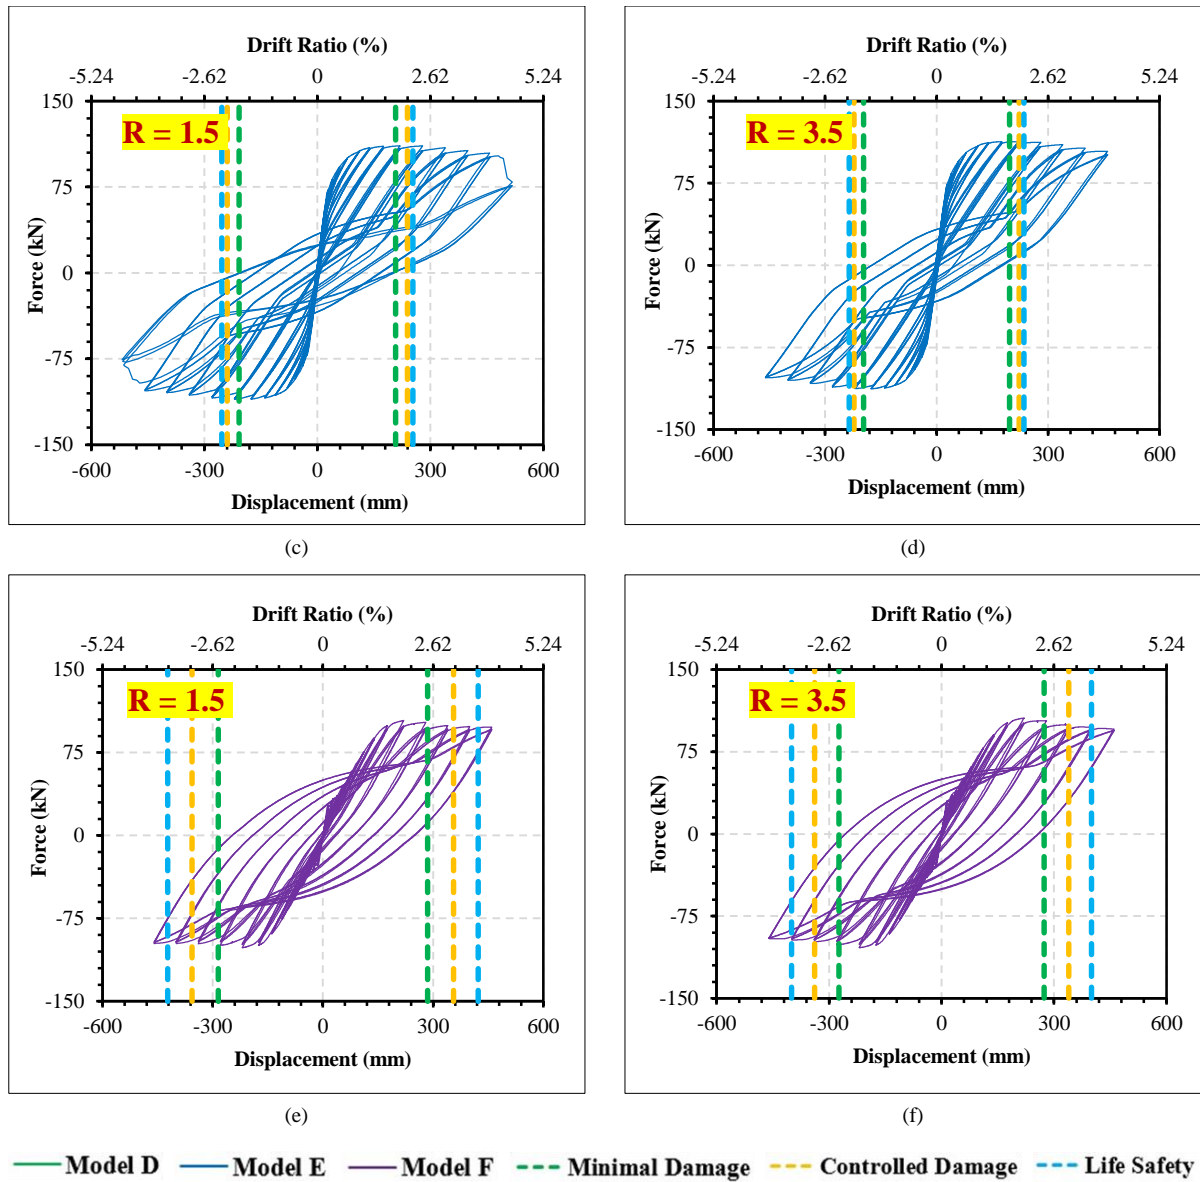 Drift Ratio (%)
-5.24 -2.62 0 2.62 5.24
R = 1.5
150
75
0
-75
-150
Force (kN)
-600 -300 0 300 600
Displacement (mm)
(c)
Drift Ratio (%)
-5.24 -2.62 0 2.62 5.24
R = 3.5
150
75
0
-75
-150
Force (kN)
-600 -300 0 300 600
Displacement (mm)
(d)
Drift Ratio (%)
-5.24 -2.62 0 2.62 5.24
R = 1.5
150
75
0
-75
-150
Force (kN)
-600 -300 0 300 600
Displacement (mm)
(e)
Drift Ratio (%)
-5.24 -2.62 0 2.62 5.24
R = 3.5
150
75
0
-75
-150
Force (kN)
-600 -300 0 300 600
Displacement (mm)
(f)
Model D Model E Model F Minimal Damage Controlled Damage Life Safety